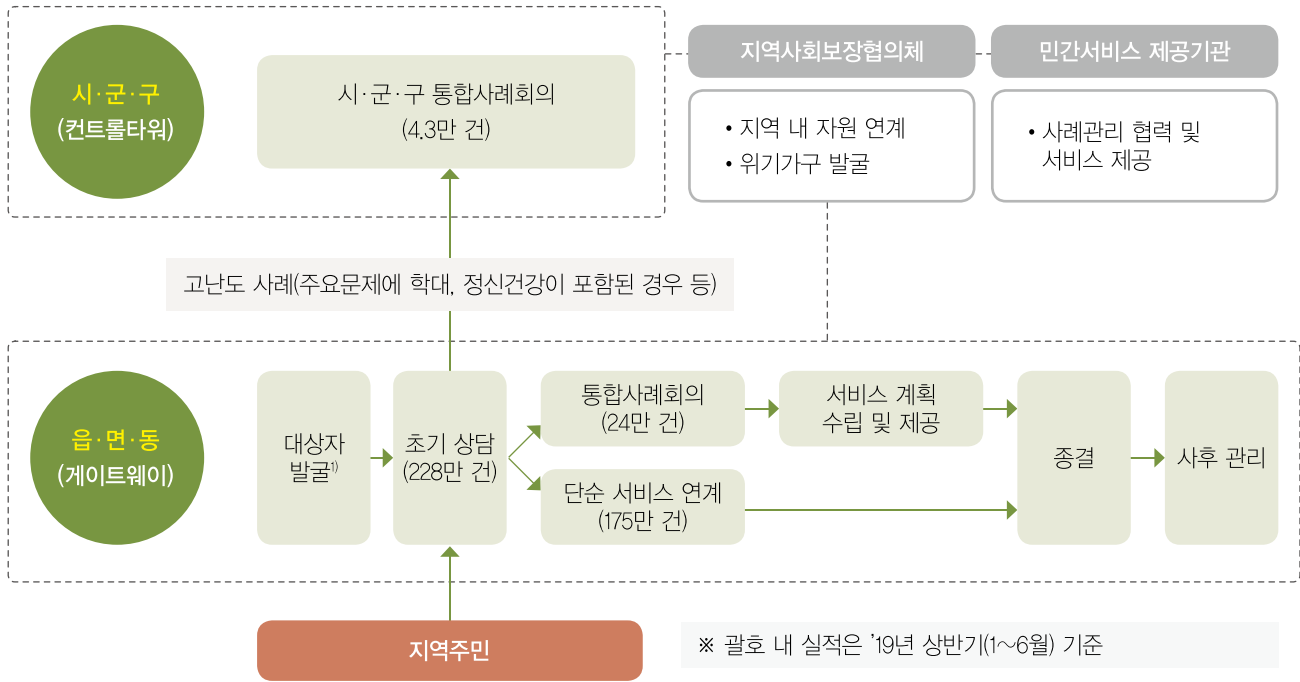 시·군·구
(컨트롤타워)
시·군·구 통합사례회의
(4.3만 건)
지역사회보장협의체
• 지역 내 자원 연계
• 위기가구 발굴
민간서비스 제공기관
• 사례관리 협력 및
서비스 제공
고난도 사례(주요문제에 학대, 정신건강이 포함된 경우 등)
읍·면·동
(게이트웨이)
대상자
발굴1)
초기 상담
(228만 건)
통합사례회의
(24만 건)
서비스 계획
수립 및 제공
단순 서비스 연계
(175만 건)
종결
사후 관리
지역주민
※ 괄호 내 실적은 ’19년 상반기(1~6월) 기준